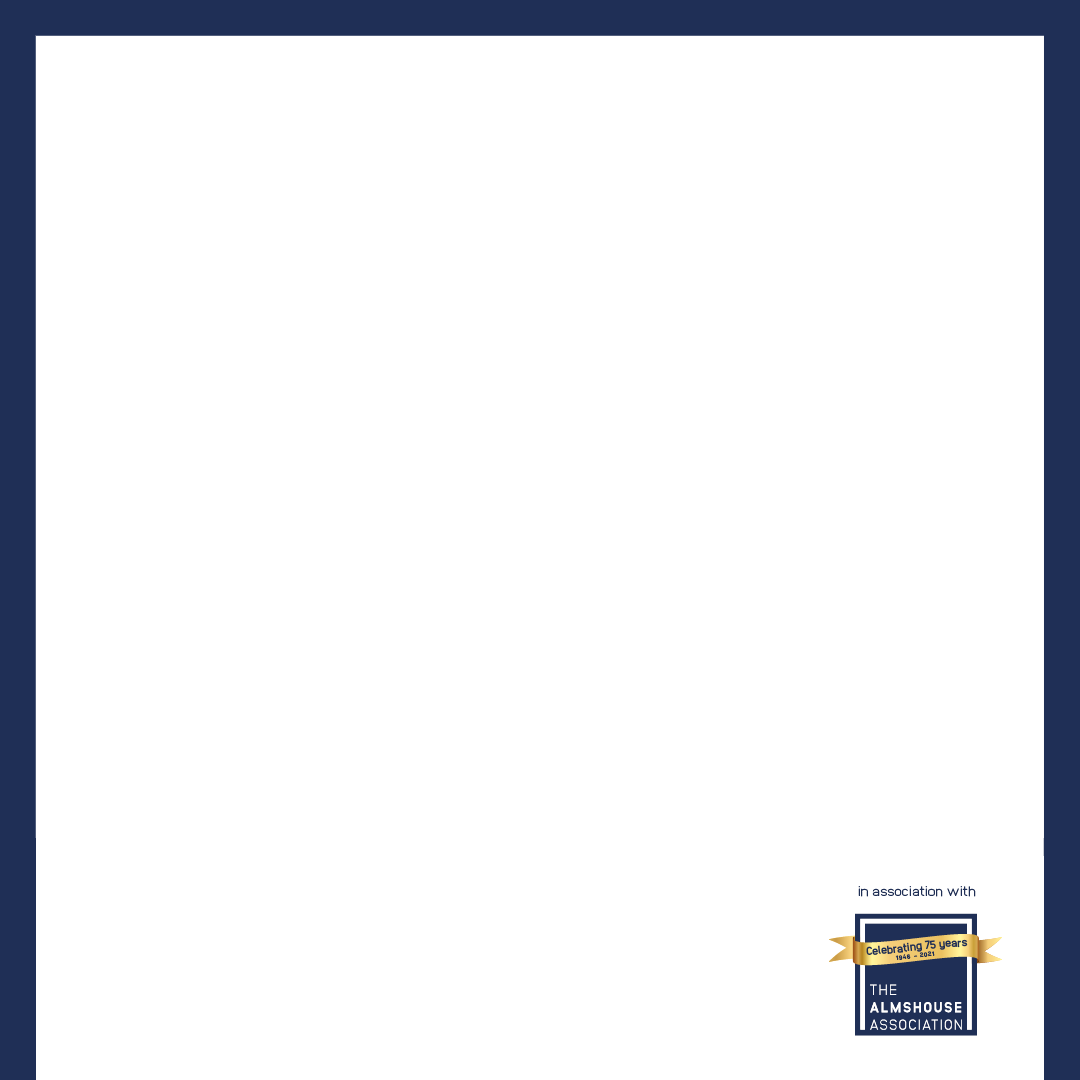 in association with
Celebrating 75 years
1946 - 2021
THE
ALMSHOUSE
ASSOCIATION